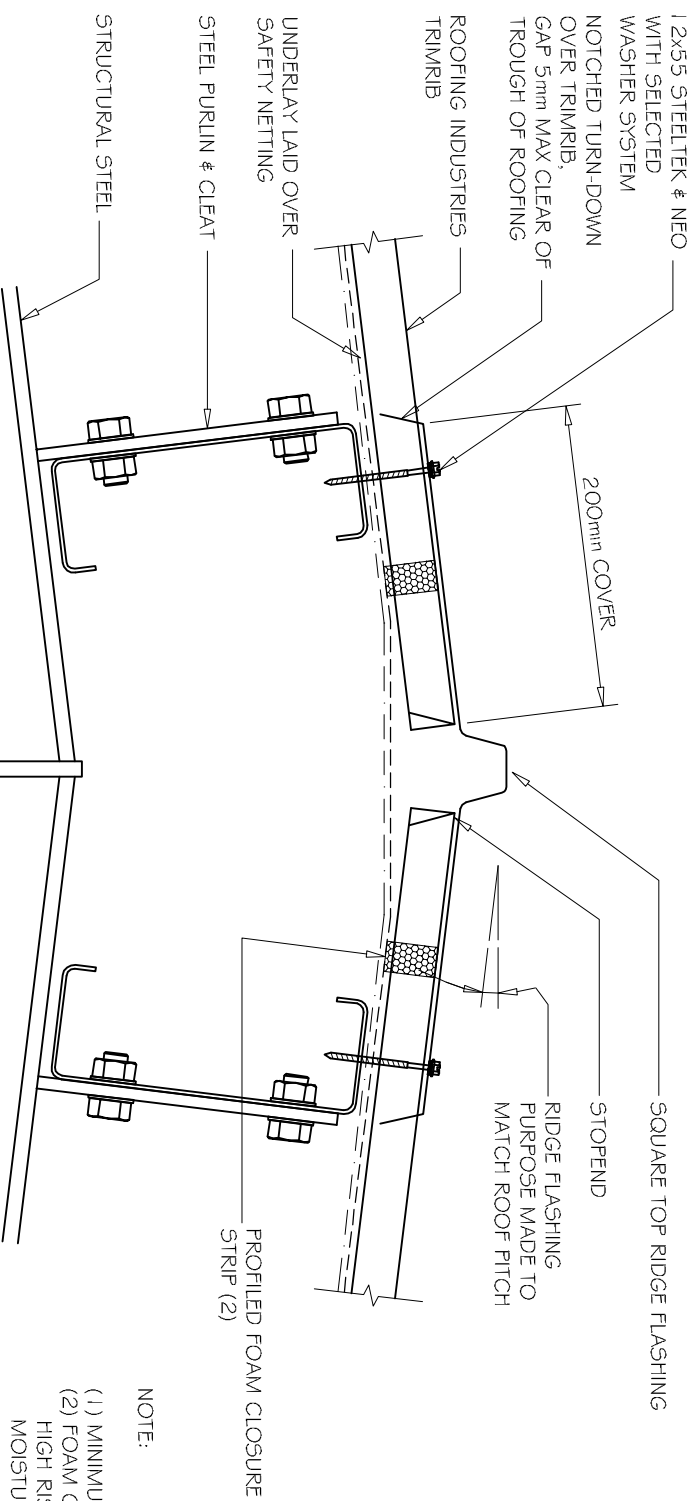 12x55 STEELTEK & NEO
WITH SELECTED
WASHER SYSTEM
NOTCHED TURN-DOWN
OVER TRIMRIB,
GAP 5mm MAX CLEAR OF
TROUGH OF ROOFING
ROOFING INDUSTRIES
TRIMRIB
UNDERLAY LAID OVER
SAFETY NETTING
STEEL PURLIN & CLEAT
STRUCTURAL STEEL
200min COVER
SQUARE TOP RIDGE FLASHING
STOPEND
RIDGE FLASHING
PURPOSE MADE TO
MATCH ROOF PITCH
PROFILED FOAM CLOSURE
STRIP (2)
NOTE:
(1) MINIMU
(2) FOAM
HIGH RIS
MOISTU